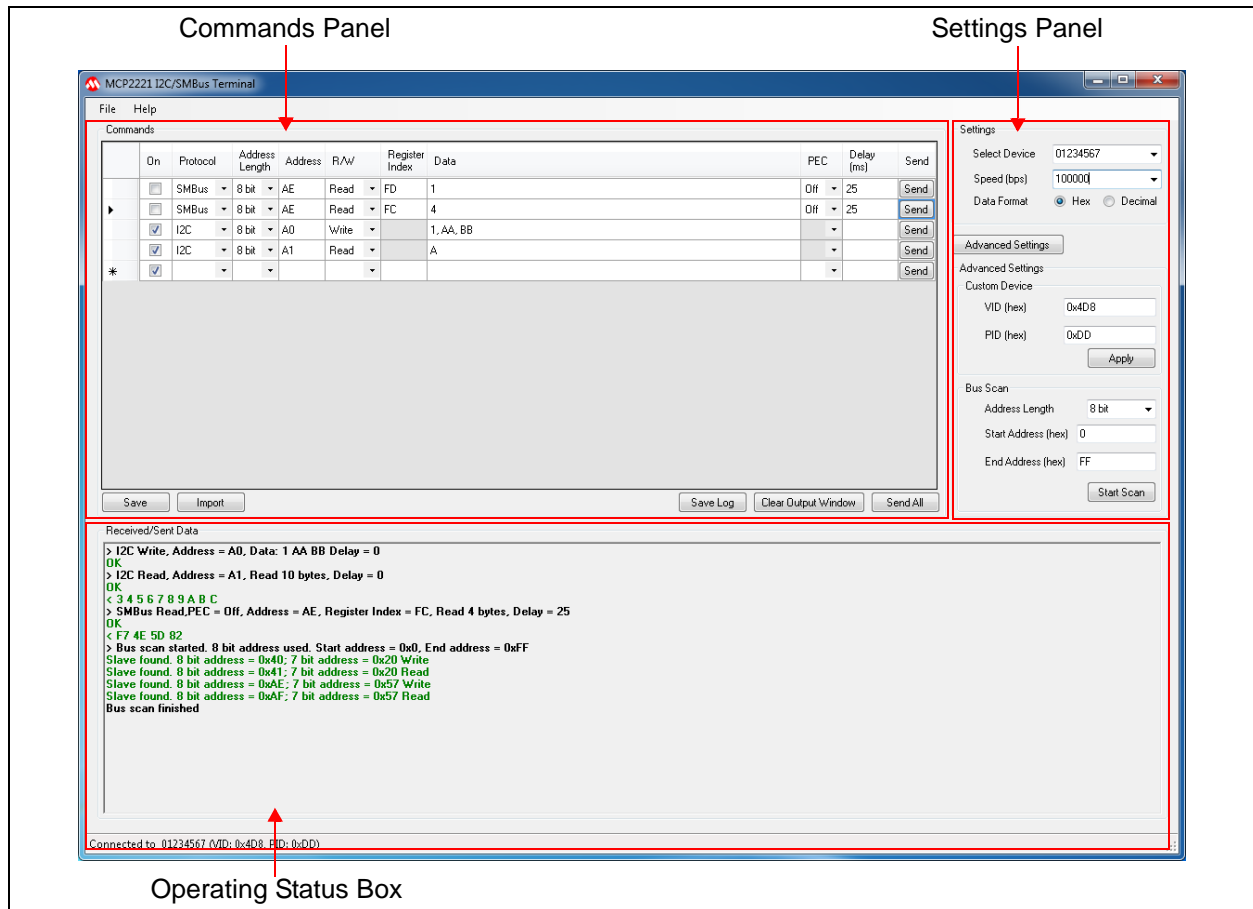 Commands Panel
Settings Panel
MCP2221 I2C/SMBus Terminal
File Help
Commands
On Protocol Address Length Address R/W Register Index Data PEC Delay (ms) Send
SMBus 8 bit AE Read FD 1 Off 25 Send
SMBus 8 bit AE Read FC 4 Off 25 Send
I2C 8 bit A0 Write 1, AA, BB Send
I2C 8 bit A1 Read A Send
* Send
Save Import Save Log Clear Output Window Send All
Settings
Select Device 01234567
Speed (bps) 100000
Data Format Hex Decimal
Advanced Settings
Advanced Settings
Custom Device
VID (hex) 0x4D8
PID (hex) 0xDD
Apply
Bus Scan
Address Length 8 bit
Start Address (hex) 0
End Address (hex) FF
Start Scan
Received/Sent Data
> I2C Write, Address = A0, Data: 1 AA BB Delay = 0
OK
> I2C Read, Address = A1, Read 10 bytes, Delay = 0
OK
< 3 4 5 6 7 8 9 A B C
> SMBus Read,PEC = Off, Address = AE, Register Index = FC, Read 4 bytes, Delay = 25
OK
< F7 4E 5D 82
> Bus scan started. 8 bit address used. Start address = 0x0, End address = 0xFF
Slave found. 8 bit address = 0x40; 7 bit address = 0x20 Write
Slave found. 8 bit address = 0x41; 7 bit address = 0x20 Read
Slave found. 8 bit address = 0xAE; 7 bit address = 0x57 Write
Slave found. 8 bit address = 0xAF; 7 bit address = 0x57 Read
Bus scan finished
Connected to 01234567 (VID: 0x4D8, PID: 0xDD)
Operating Status Box